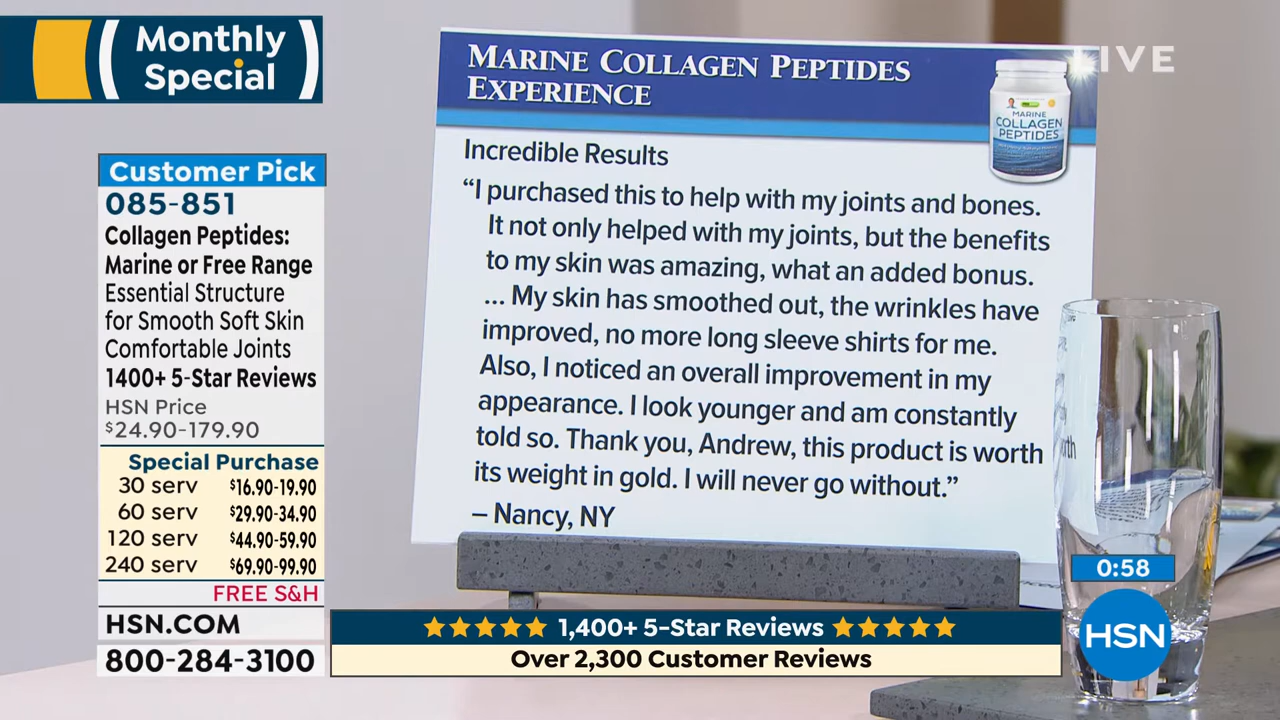 Monthly
Special
LIVE
Customer Pick
085-851
Collagen Peptides:
Marine or Free Range
Essential Structure
for Smooth Soft Skin
Comfortable Joints
1400+ 5-Star Reviews
HSN Price
$24.90-179.90
Special Purchase
30 serv $16.90-19.90
60 serv $29.90-34.90
120 serv $44.90-59.90
240 serv $69.90-99.90
FREE S&H
HSN.COM
800-284-3100
MARINE COLLAGEN PEPTIDES
EXPERIENCE
MARINE
COLLAGEN
PEPTIDES
Incredible Results
“I purchased this to help with my joints and bones.
It not only helped with my joints, but the benefits
to my skin was amazing, what an added bonus.
... My skin has smoothed out, the wrinkles have
improved, no more long sleeve shirts for me.
Also, I noticed an overall improvement in my
appearance. I look younger and am constantly
told so. Thank you, Andrew, this product is worth
its weight in gold. I will never go without.”
– Nancy, NY
0:58
HSN
1,400+ 5-Star Reviews
Over 2,300 Customer Reviews